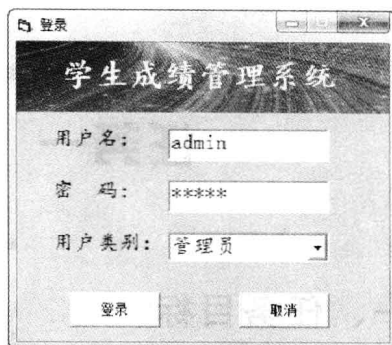 登录
学生成绩管理系统
用户名: admin
密 码: *****
用户类别: 管理员
登录 取消